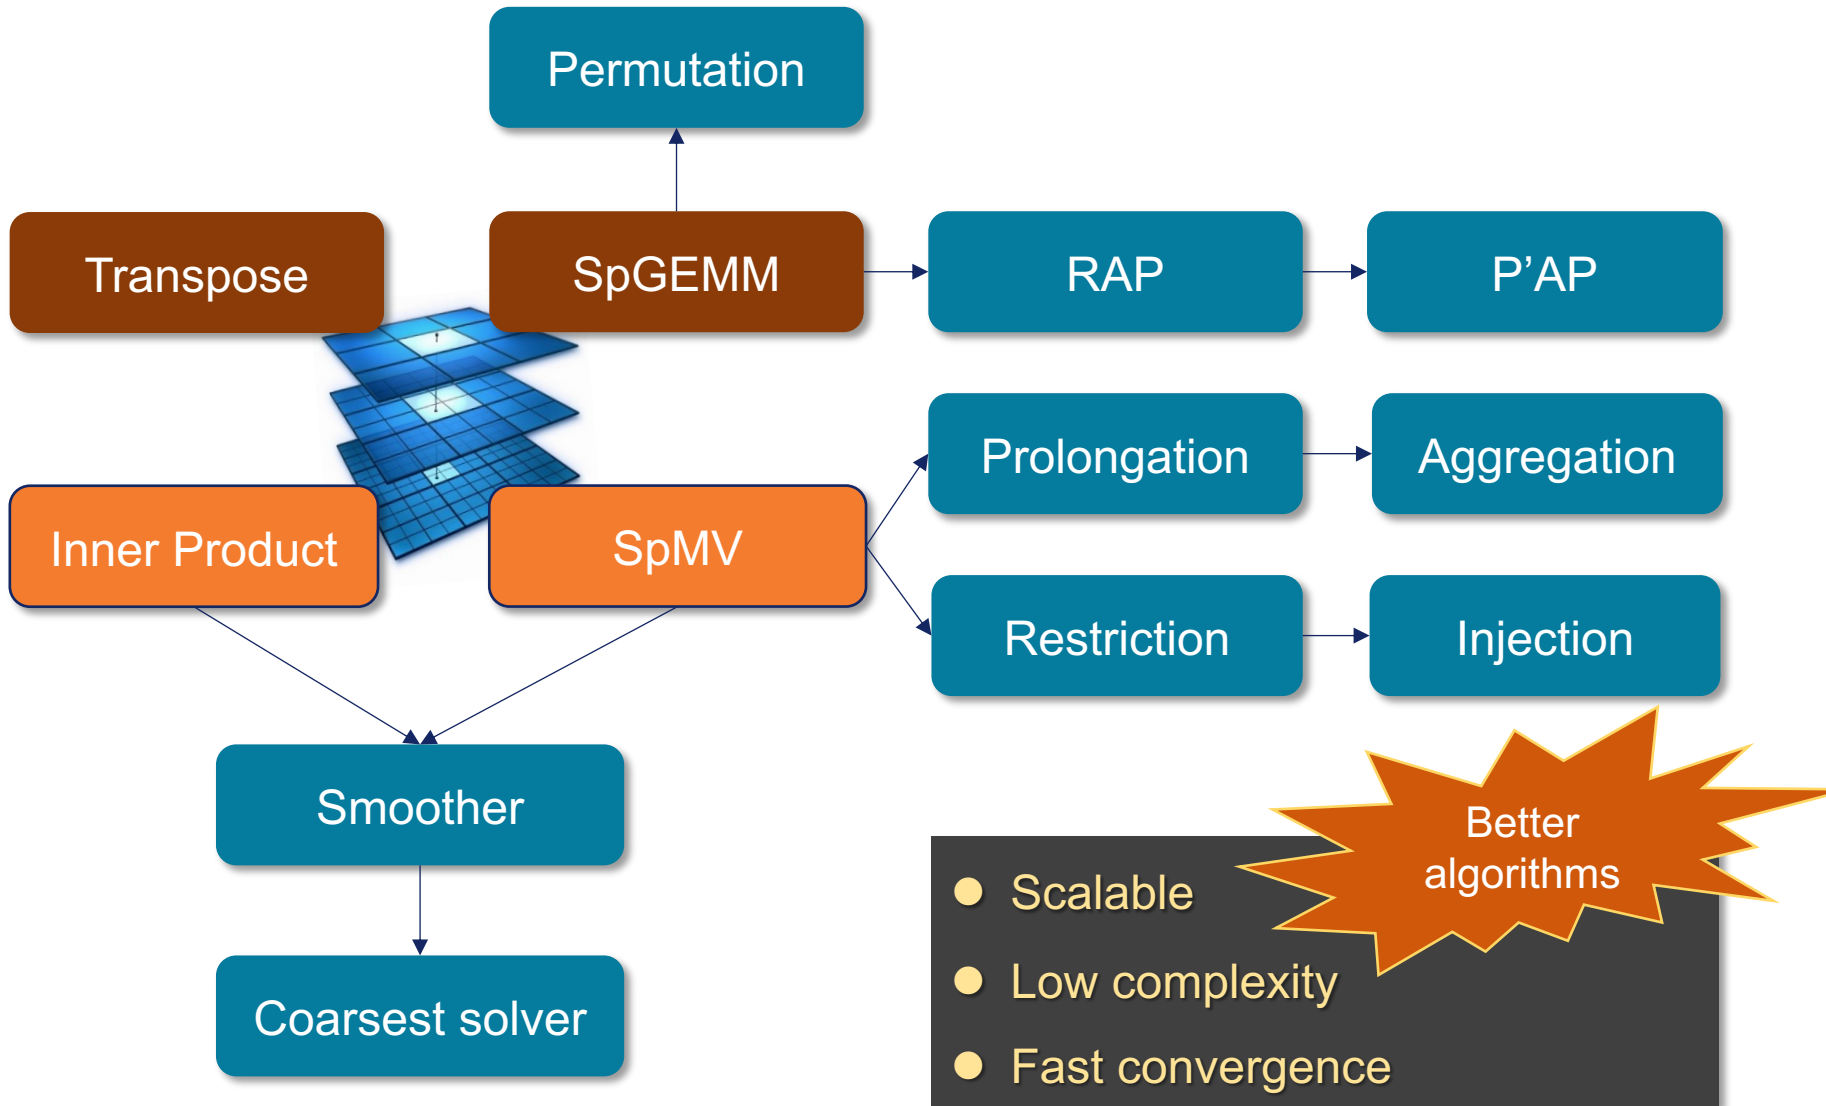 Permutation
Transpose
SpGEMM
RAP
P’AP
Prolongation
Aggregation
Inner Product
SpMV
Restriction
Injection
Smoother
Better
algorithms
Scalable
Low complexity
Coarsest solver
Fast convergence